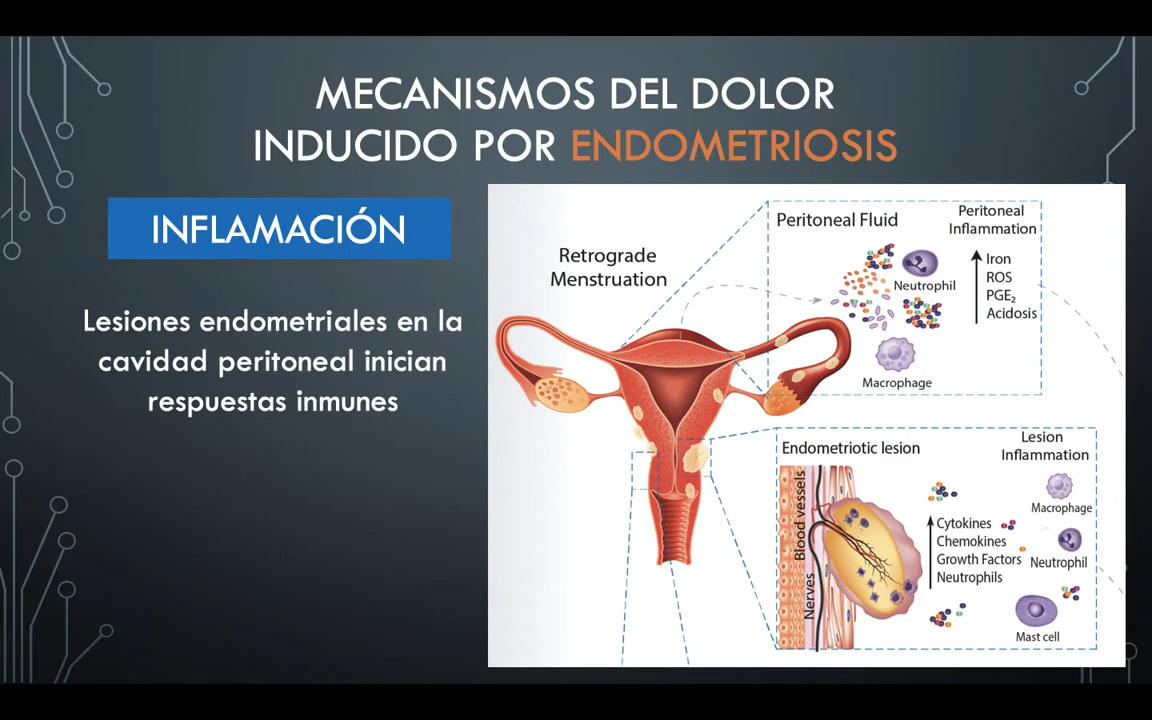 MECANISMOS DEL DOLOR
INDUCIDO POR ENDOMETRIOSIS
INFLAMACIÓN
Lesiones endometriales en la
cavidad peritoneal inician
respuestas inmunes
Retrograde
Menstruation
Peritoneal Fluid
Peritoneal
Inflammation
Neutrophil
Macrophage
Iron
ROS
PGE₂
Acidosis
Endometriotic lesion
Lesion
Inflammation
Blood vessels
Nerves
Cytokines
Chemokines
Growth Factors
Neutrophils
Macrophage
Neutrophil
Mast cell